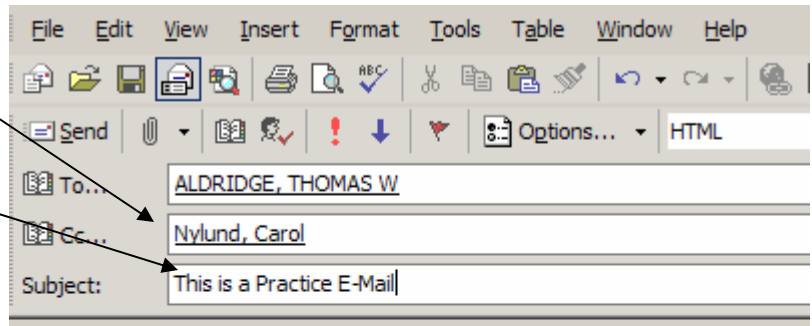 File Edit View Insert Format Tools Table Window Help
ABC
Send Options... HTML
To... ALDRIDGE, THOMAS W
Cc... Nylund, Carol
Subject: This is a Practice E-Mail